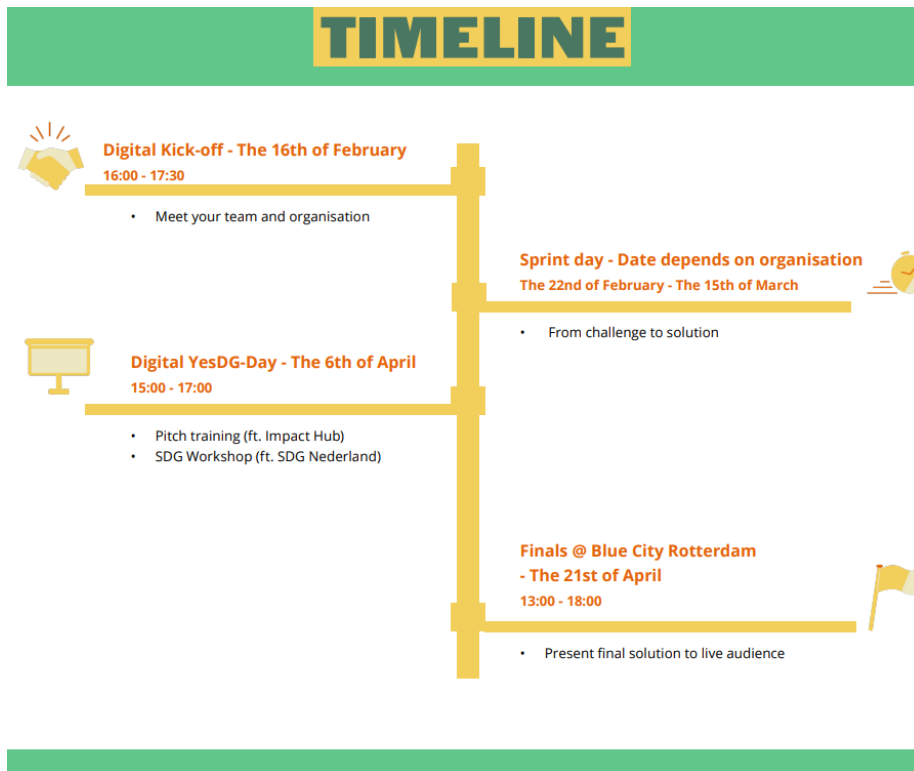 TIMELINE
Digital Kick-off - The 16th of February
16:00 - 17:30
• Meet your team and organisation
Sprint day - Date depends on organisation
The 22nd of February - The 15th of March
• From challenge to solution
Digital YesDG-Day - The 6th of April
15:00 - 17:00
• Pitch training (ft. Impact Hub)
• SDG Workshop (ft. SDG Nederland)
Finals @ Blue City Rotterdam
- The 21st of April
13:00 - 18:00
• Present final solution to live audience